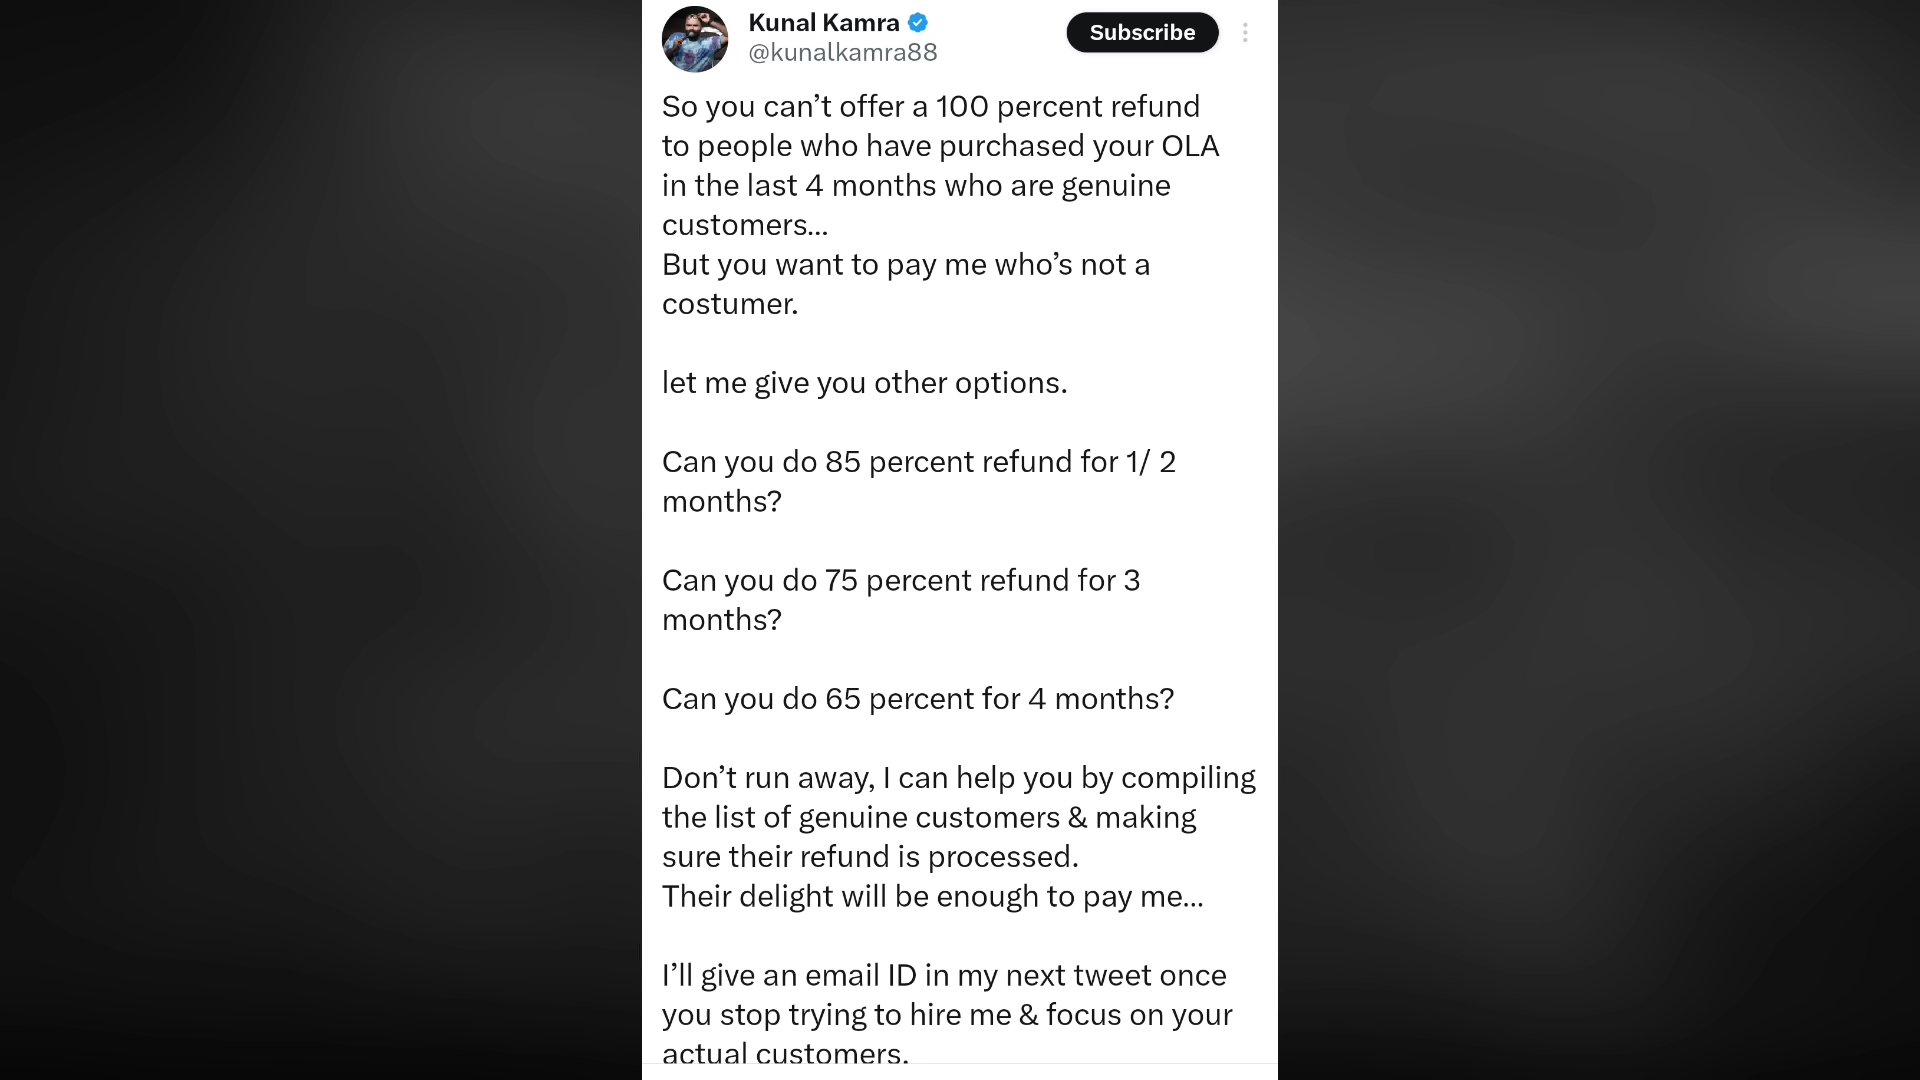 Kunal Kamra
@kunalkamra88
Subscribe
So you can’t offer a 100 percent refund
to people who have purchased your OLA
in the last 4 months who are genuine
customers...
But you want to pay me who’s not a
costumer.
let me give you other options.
Can you do 85 percent refund for 1/ 2
months?
Can you do 75 percent refund for 3
months?
Can you do 65 percent for 4 months?
Don’t run away, I can help you by compiling
the list of genuine customers & making
sure their refund is processed.
Their delight will be enough to pay me...
I’ll give an email ID in my next tweet once
you stop trying to hire me & focus on your
actual customers.